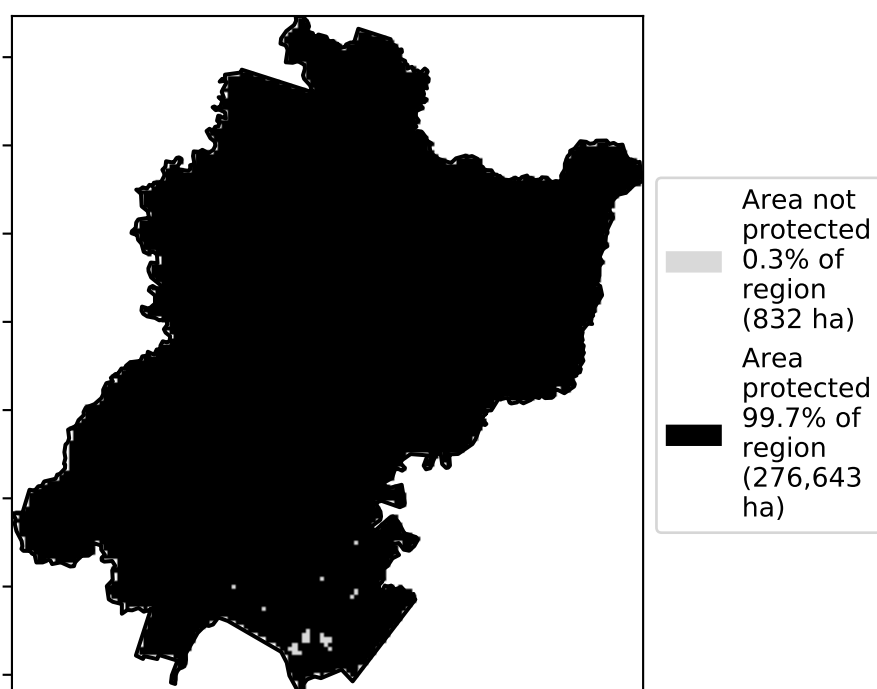 Area not
protected
0.3% of
region
(832 ha)
Area
protected
99.7% of
region
(276,643
ha)